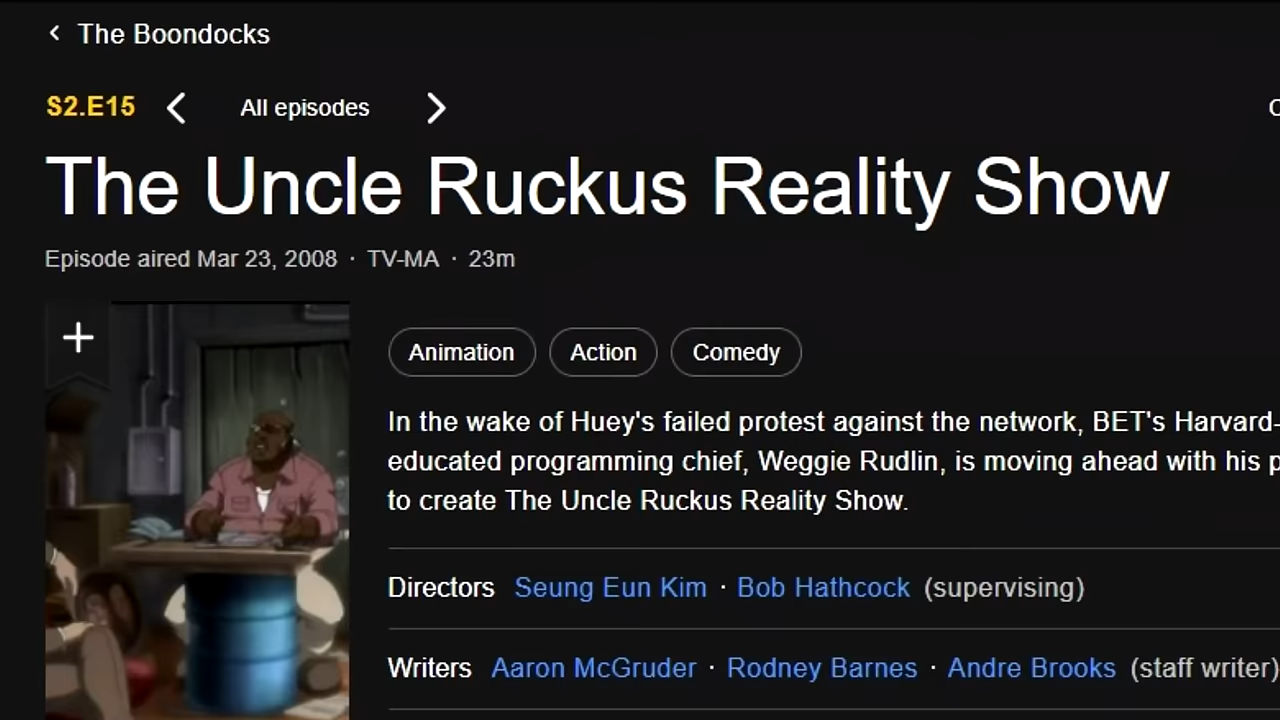 The Boondocks
S2.E15 All episodes
The Uncle Ruckus Reality Show
Episode aired Mar 23, 2008 · TV-MA · 23m
Animation Action Comedy
In the wake of Huey's failed protest against the network, BET's Harvard-
educated programming chief, Weggie Rudlin, is moving ahead with his
to create The Uncle Ruckus Reality Show.
Directors Seung Eun Kim · Bob Hathcock (supervising)
Writers Aaron McGruder · Rodney Barnes · Andre Brooks (staff writer)